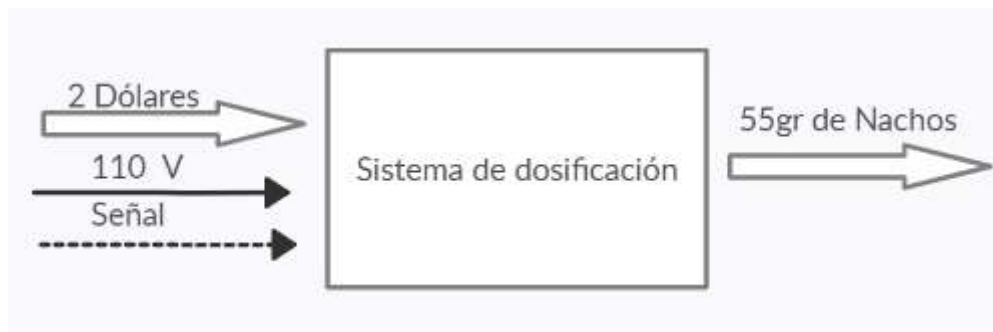 2 Dólares
110 V
Señal
Sistema de dosificación
55gr de Nachos